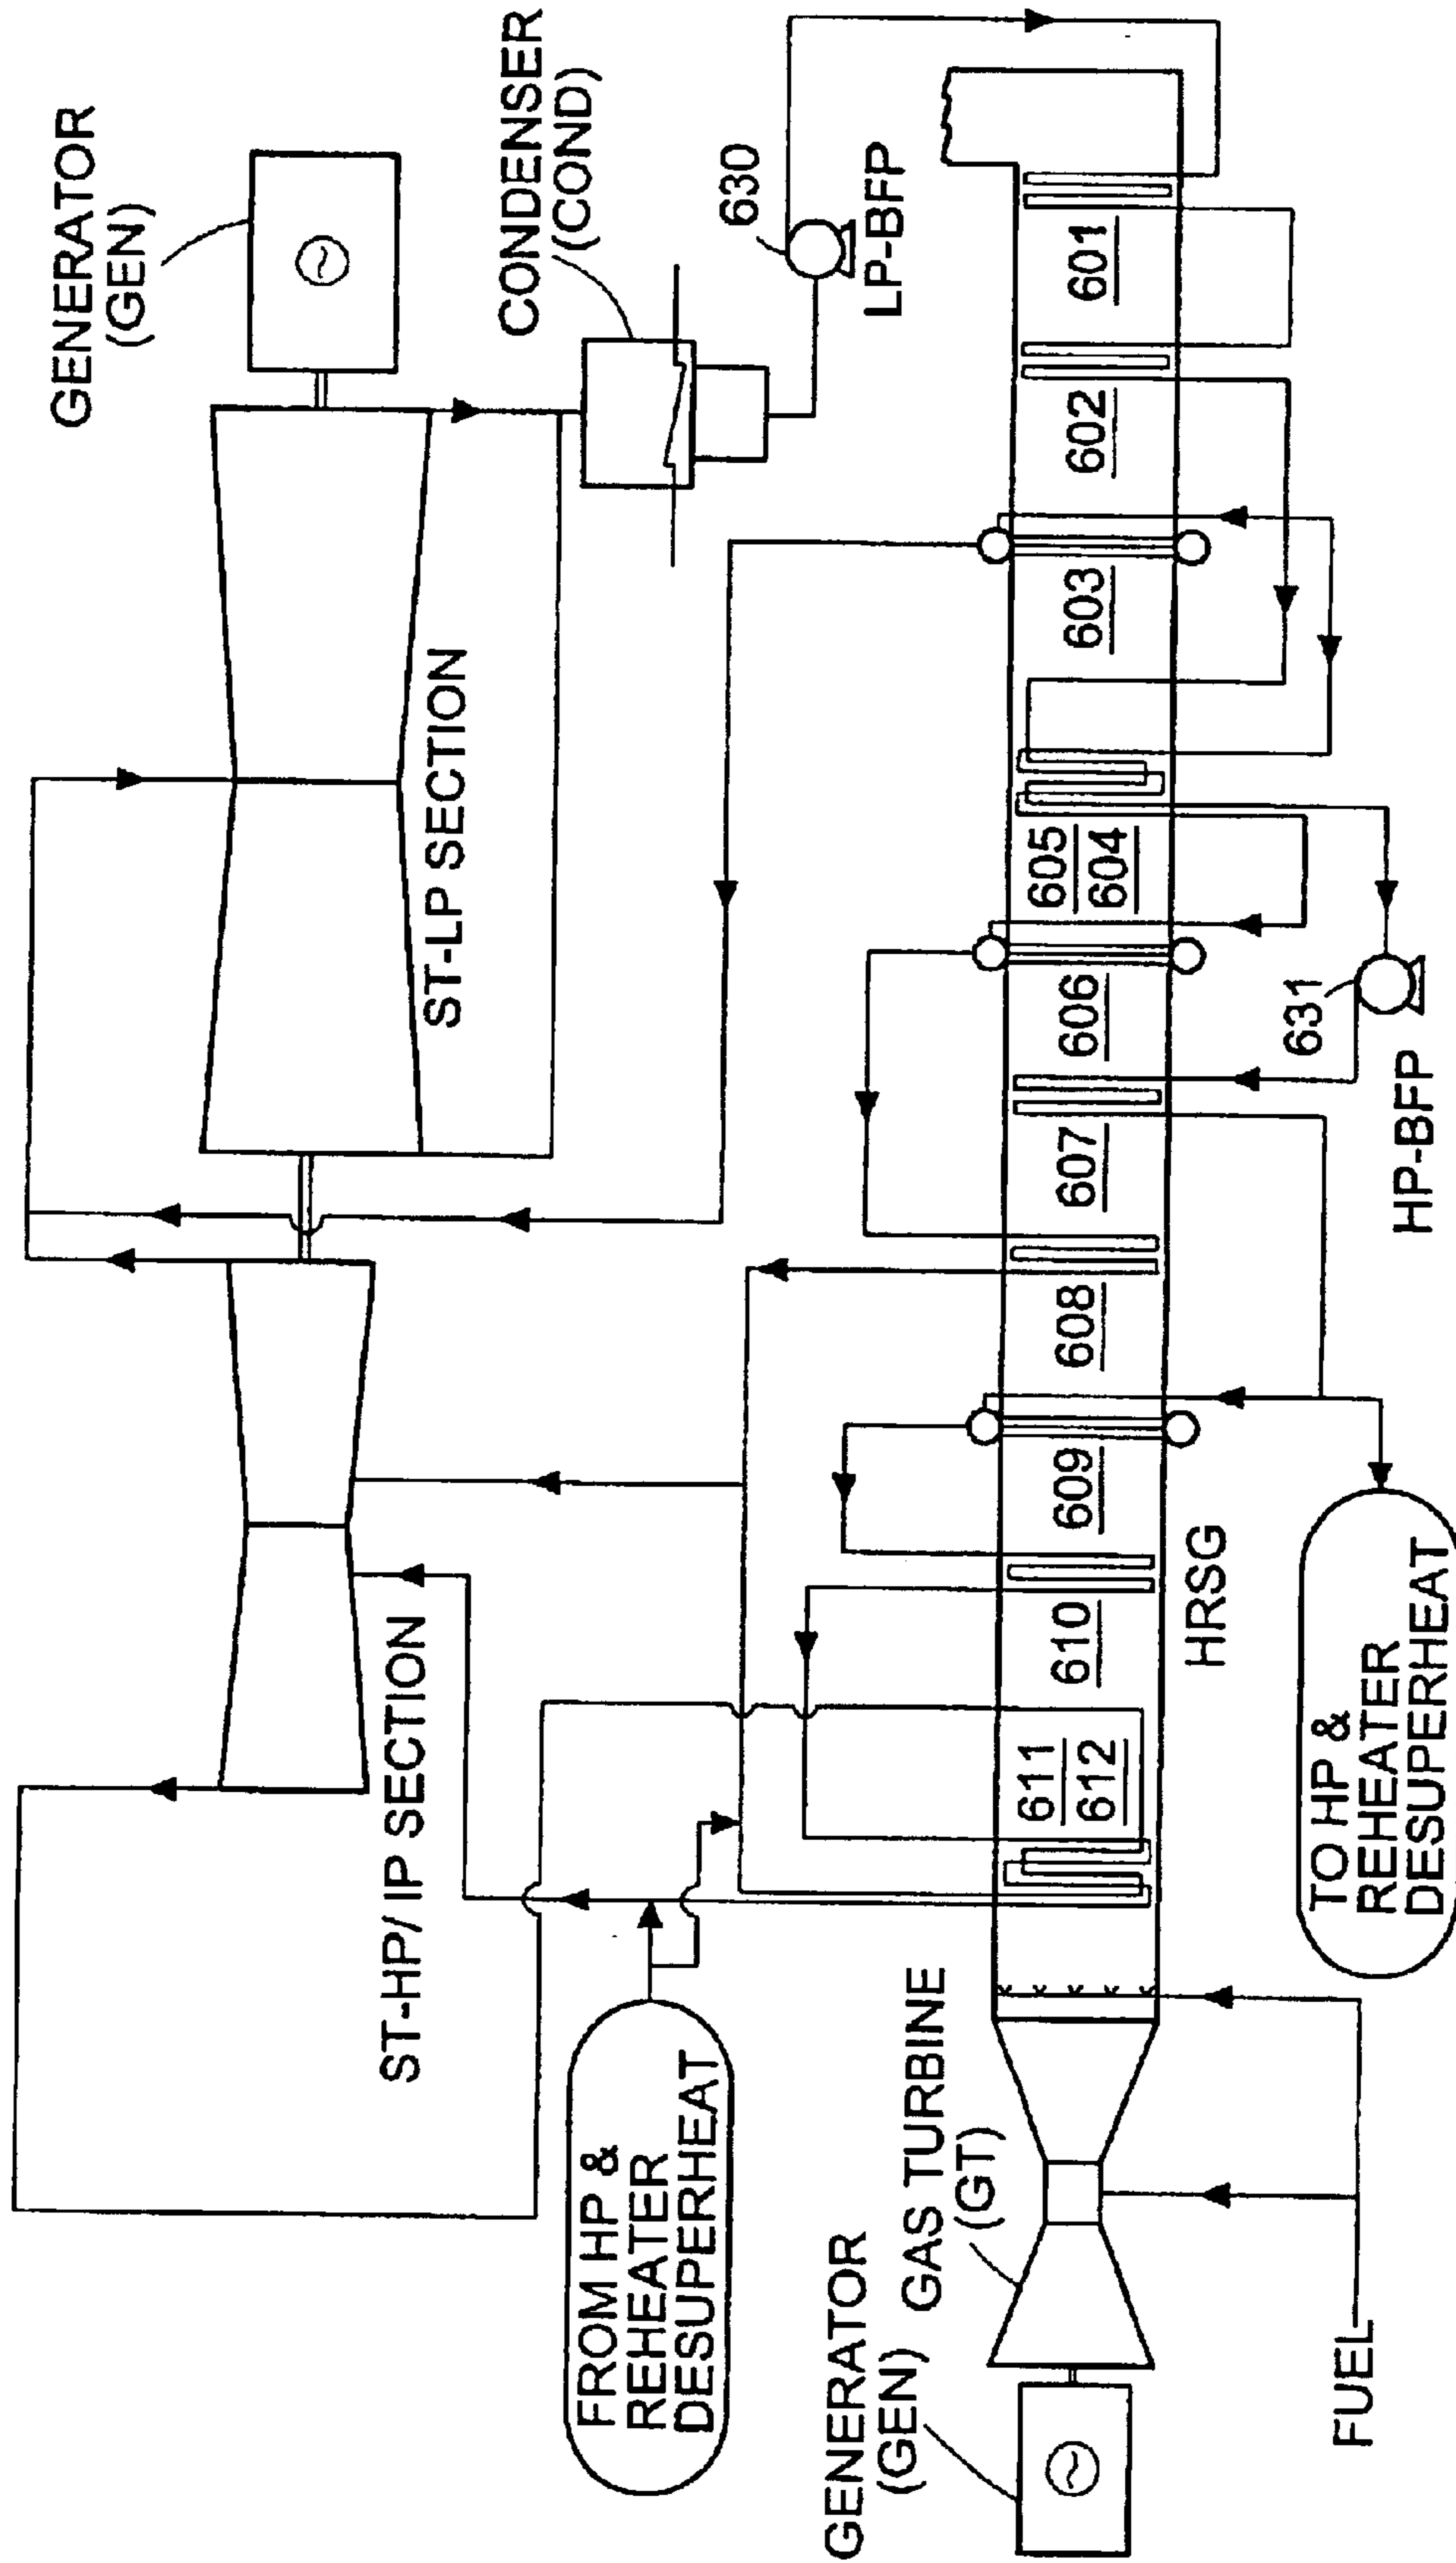 GENERATOR
(GEN)
CONDENSER
(COND)
630
LP-BFP
ST-LP SECTION
ST-HP/ IP SECTION
FROM HP &
REHEATER
DESUPERHEAT
GENERATOR
(GEN)
GAS TURBINE
(GT)
611
612
610
609
608
607
606
605
604
603
602
601
HRSG
631
HP-BFP
TO HP &
REHEATER
DESUPERHEAT
FUEL